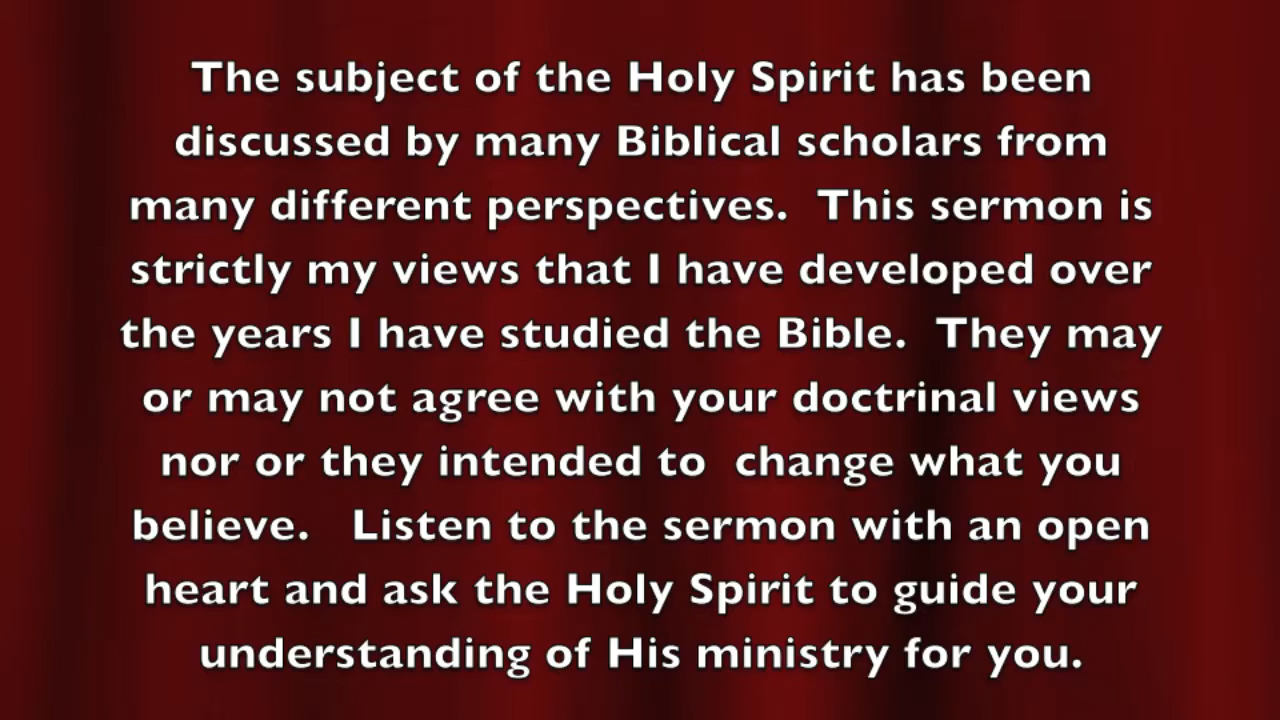 The subject of the Holy Spirit has been
discussed by many Biblical scholars from
many different perspectives.  This sermon is
strictly my views that I have developed over
the years I have studied the Bible.  They may
or may not agree with your doctrinal views
nor or they intended to  change what you
believe.   Listen to the sermon with an open
heart and ask the Holy Spirit to guide your
understanding of His ministry for you.